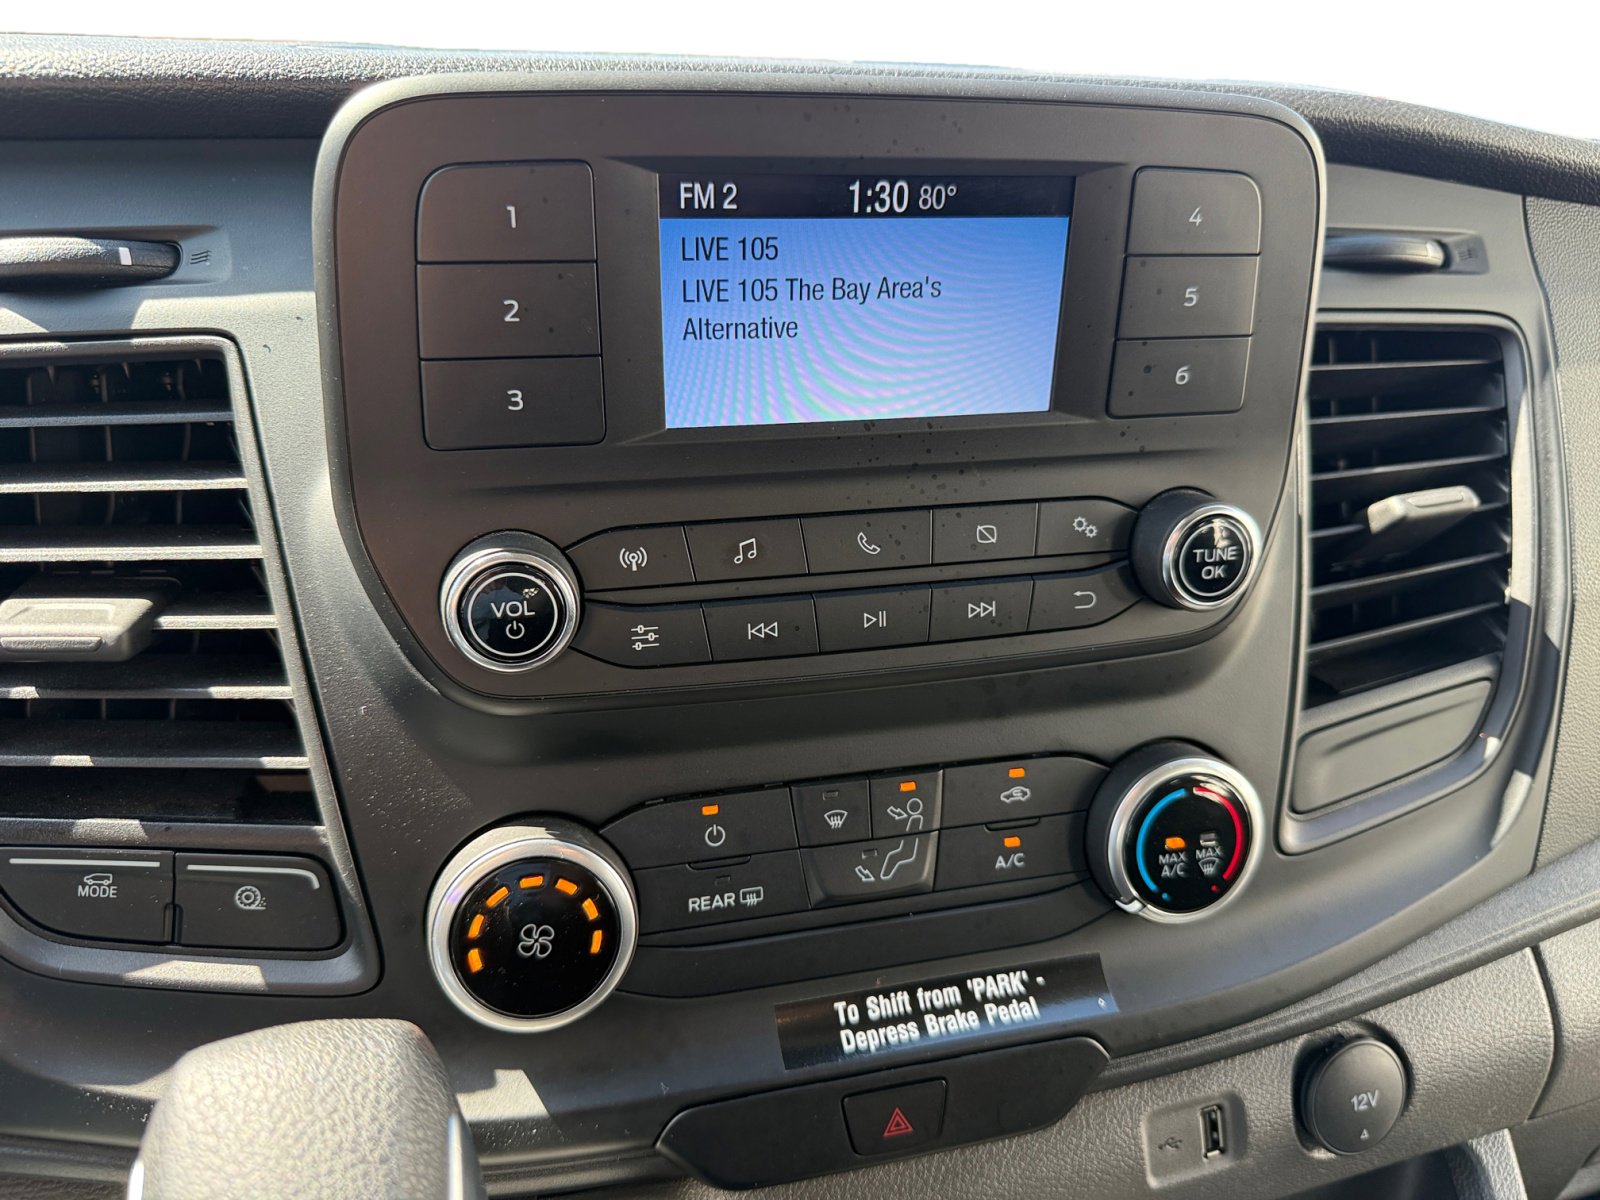 FM 2 1:30 80°
LIVE 105
LIVE 105 The Bay Area's
Alternative
1
2
3
4
5
6
VOL
TUNE
OK
MODE
REAR
A/C
MAX
A/C
MAX
To Shift from 'PARK' -
Depress Brake Pedal
12V